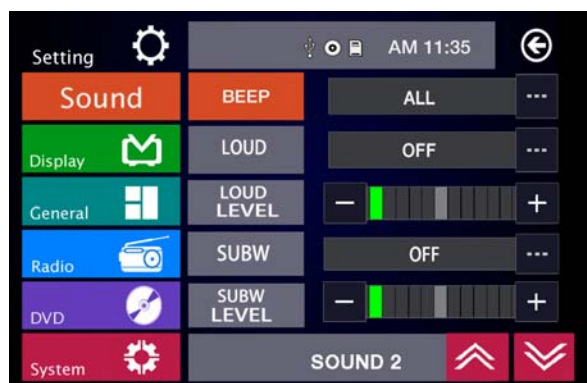 Setting
AM 11:35
Sound
BEEP
ALL
Display
LOUD
OFF
General
LOUD
LEVEL
Radio
SUBW
OFF
DVD
SUBW
LEVEL
System
SOUND 2